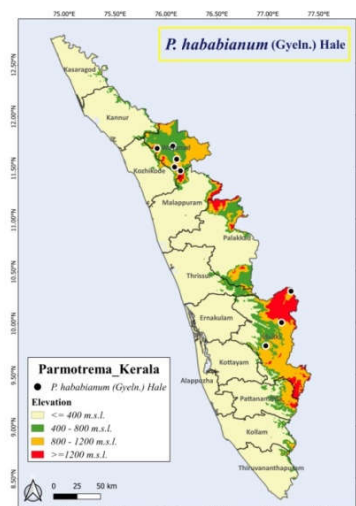 75.00°E 75.50°E 76.00°E 76.50°E 77.00°E 77.50°E
P. hababianum (Gyeln.) Hale
12.50°N
12.00°N
11.50°N
11.00°N
10.50°N
10.00°N
9.50°N
9.00°N
8.50°N
Kasaragod
Kannur
Kozhikode
Malappuram
Palakkad
Thrissur
Ernakulam
Kottayam
Alappuzha
Kollam
Thiruvananthapuram
Parmotrema_Kerala
P. hababianum (Gyeln.) Hale
Elevation
<= 400 m.s.l.
400 - 800 m.s.l.
800 - 1200 m.s.l.
>=1200 m.s.l.
0 25 50 km